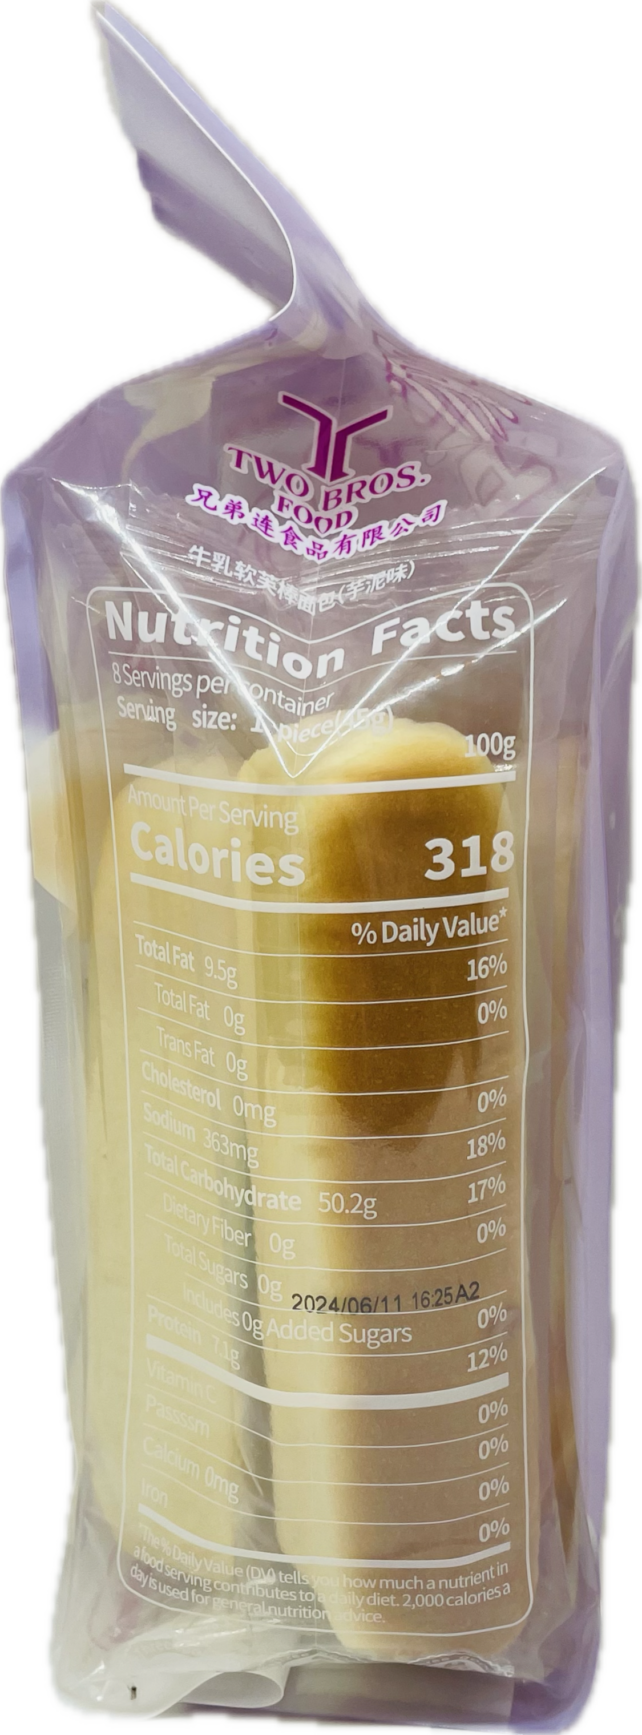 TWO BROS.
FOOD
兄弟连食品有限公司
牛乳软芙棒面包(芋泥味)
Nutrition Facts
8 Servings per container
Serving size: 1 piece(45g)
100g
Amount Per Serving
Calories 318
% Daily Value*
Total Fat 9.5g 16%
Total Fat 0g 0%
Trans Fat 0g
Cholesterol 0mg 0%
Sodium 363mg 18%
Total Carbohydrate 50.2g 17%
Dietary Fiber 0g 0%
Total Sugars 0g
2024/06/11 16:25A2
includes 0g Added Sugars 0%
Protein 7.1g 12%
Vitamin C 0%
Passssm 0%
Calcium 0mg 0%
Iron 0%
*The % Daily Value (DV) tells you how much a nutrient in
a food serving contributes to a daily diet. 2,000 calories a
day is used for general nutrition advice.